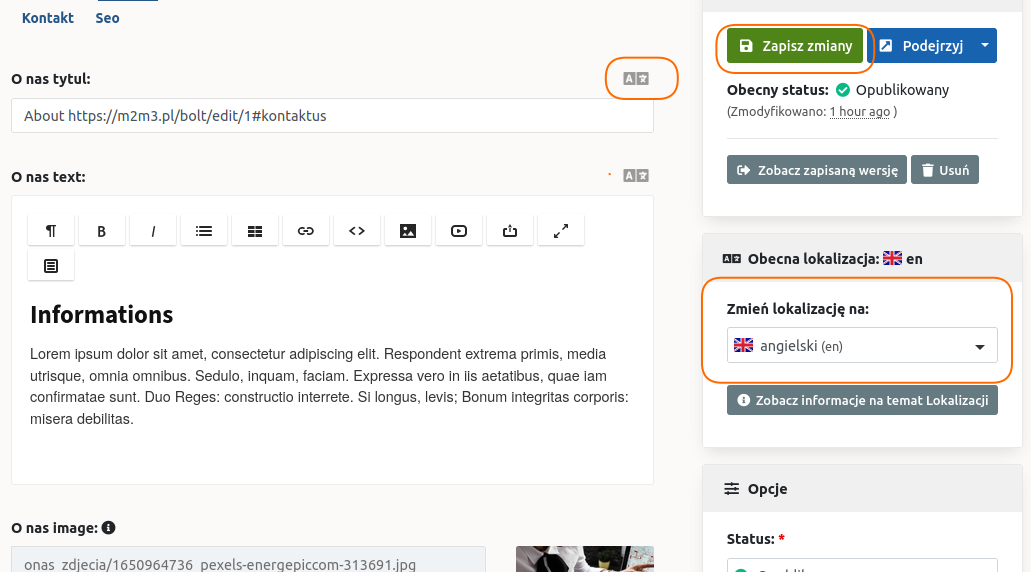 Kontakt Seo
Zapisz zmiany
Podejrzyj
O nas tytul:
About https://m2m3.pl/bolt/edit/1#kontaktus
Obecny status: Opublikowany
(Zmodyfikowano: 1 hour ago )
Zobacz zapisaną wersję
Usuń
O nas text:
B
I
Informations
Lorem ipsum dolor sit amet, consectetur adipiscing elit. Respondent extrema primis, media
utrisque, omnia omnibus. Sedulo, inquam, faciam. Expressa vero in iis aetatibus, quae iam
confirmatae sunt. Duo Reges: constructio interrete. Si longus, levis; Bonum integritas corporis:
misera debilitas.
Obecna lokalizacja: en
Zmień lokalizację na:
angielski (en)
Zobacz informacje na temat Lokalizacji
O nas image:
onas_zdjecia/1650964736_pexels-energepiccom-313691.jpg
Opcje
Status: *